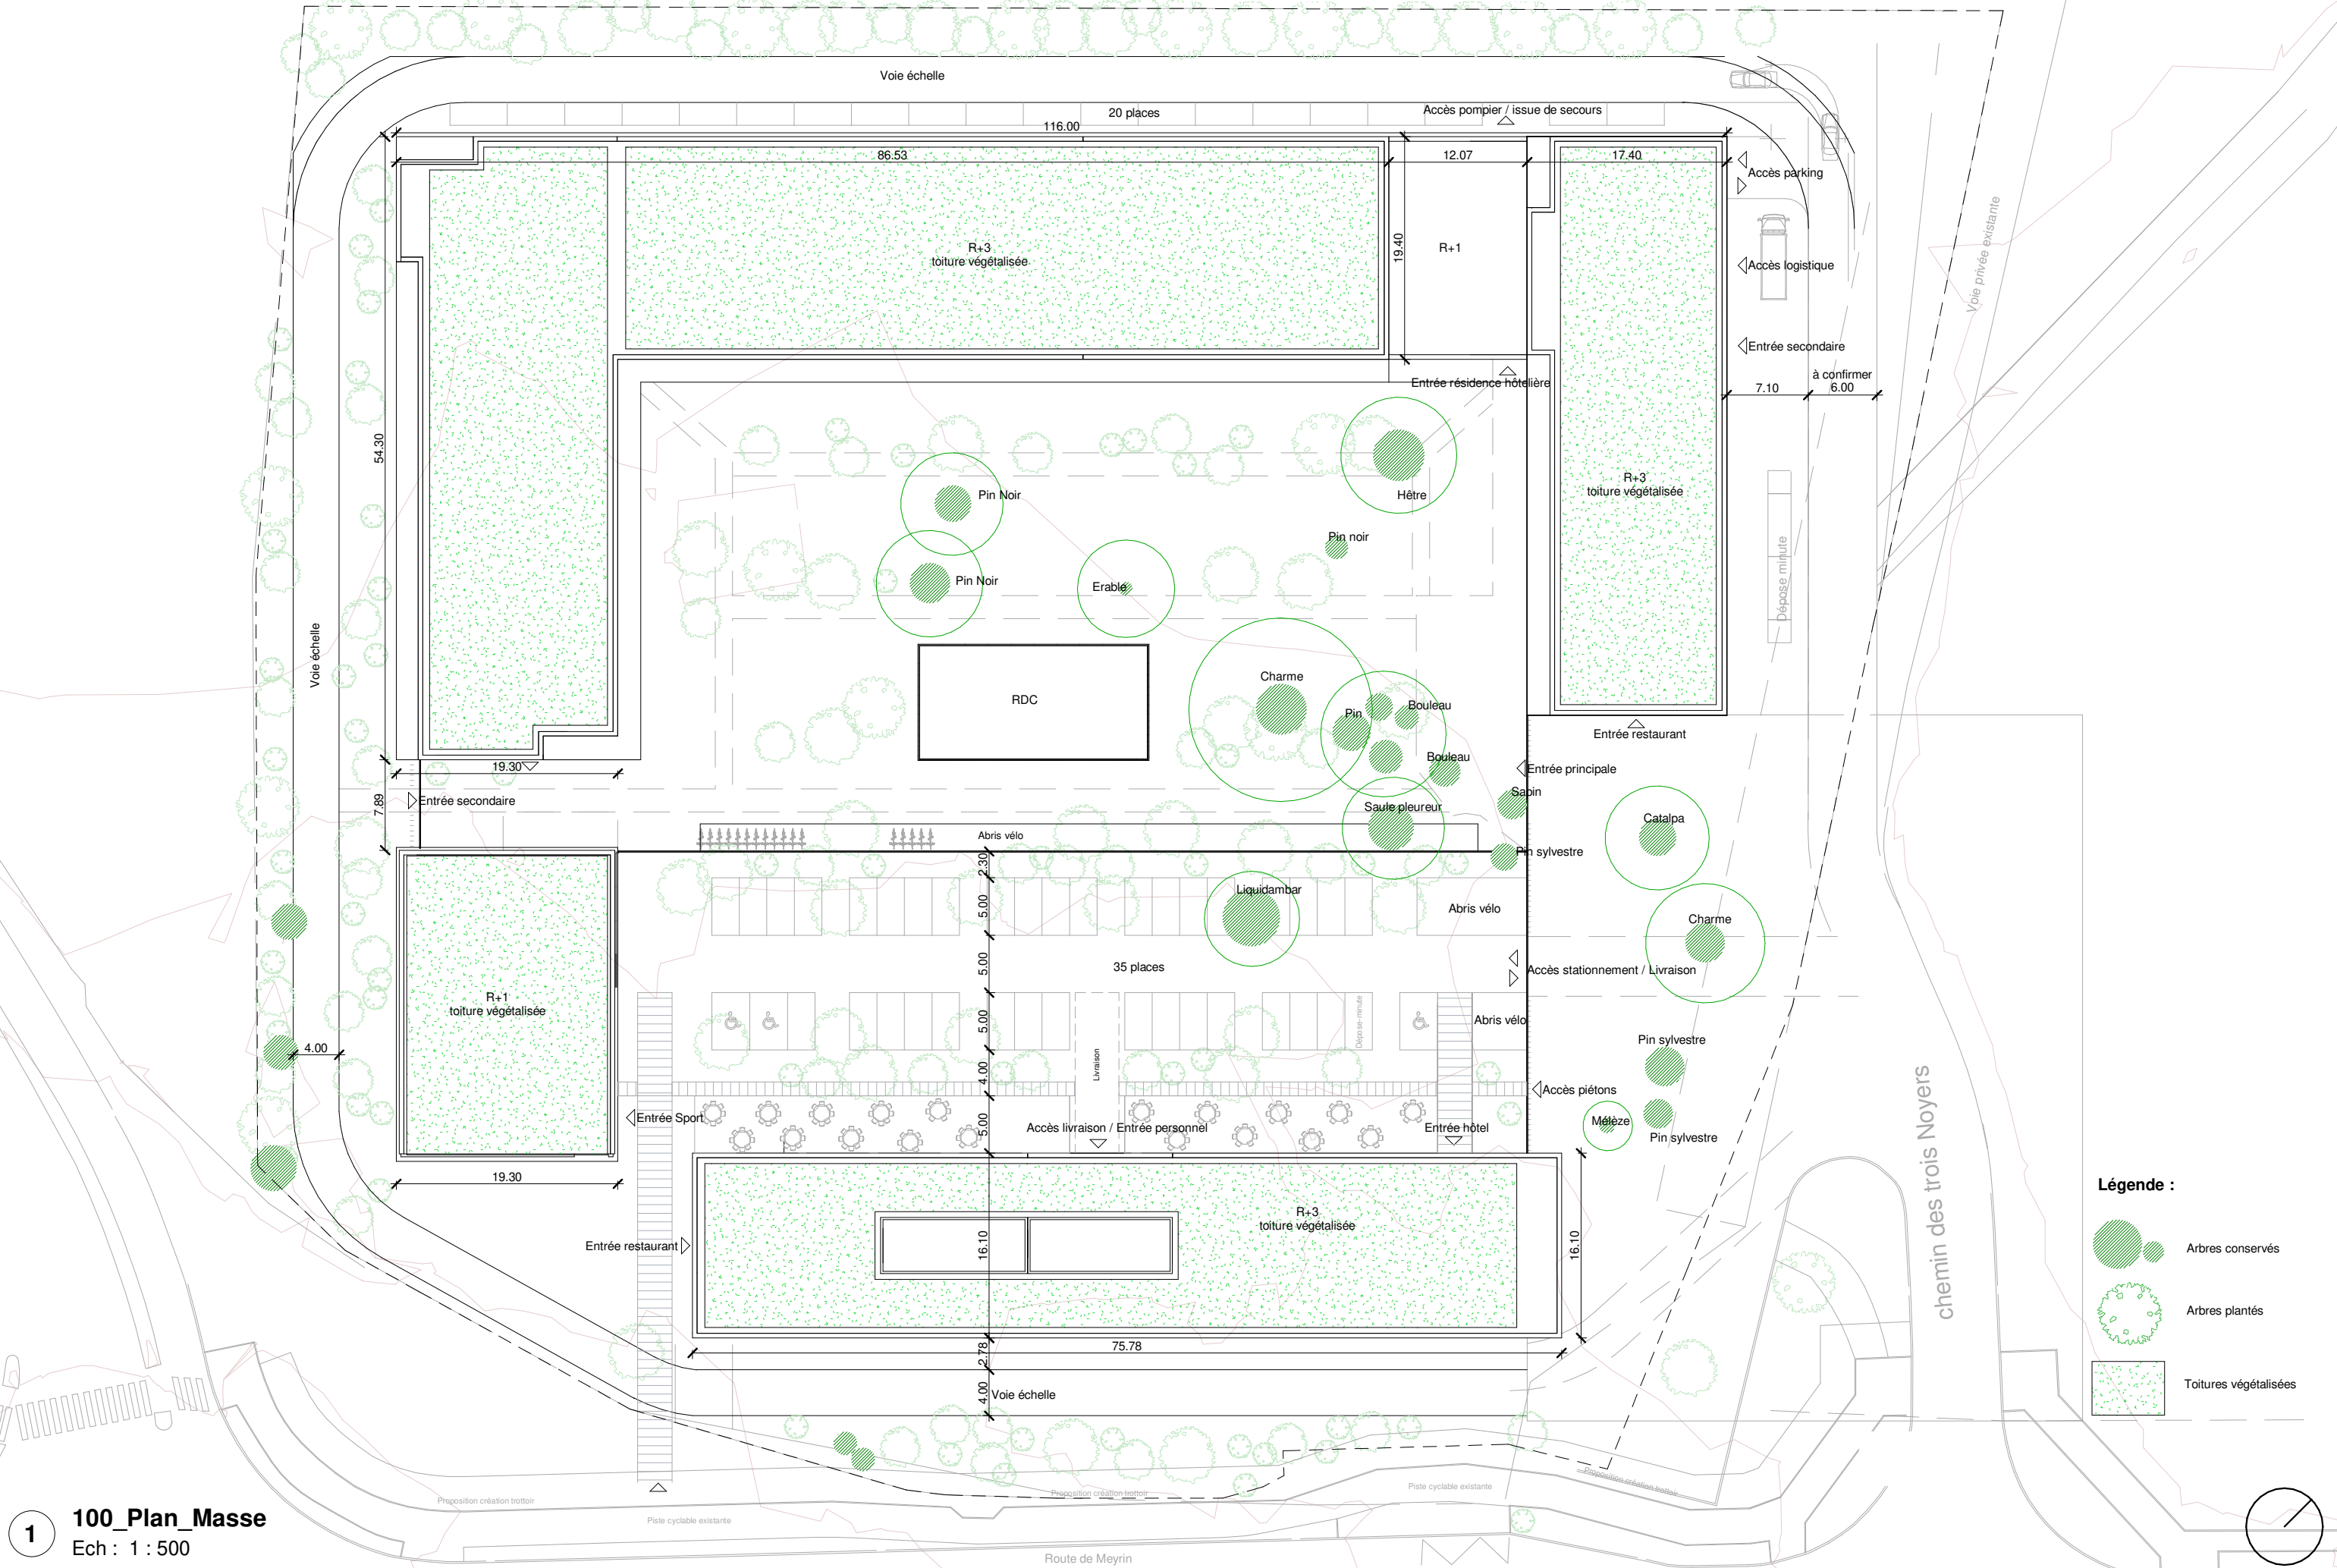 Voie échelle
20 places
Accès pompier / issue de secours
116.00
86.53
12.07
17.40
Accès parking
R+3
toiture végétalisée
19.40
R+1
Accès logistique
Voie privée existante
Entrée secondaire
Entrée résidence hôtelière
à confirmer
7.10
6.00
54.30
Pin Noir
Hêtre
R+3
toiture végétalisée
Pin noir
Pin Noir
Erable
Dépose minute
Voie échelle
Charme
RDC
Pin
Bouleau
Entrée restaurant
Bouleau
19.30
Entrée principale
Sapin
7.89
Entrée secondaire
Saule pleureur
Catalpa
Abris vélo
Pin sylvestre
2.30
Liquidambar
5.00
Abris vélo
Charme
5.00
35 places
Accès stationnement / Livraison
R+1
toiture végétalisée
5.00
Dépose-minute
Abris vélo
4.00
Pin sylvestre
Livraison
4.00
Accès piétons
Entrée Sport
5.00
Accès livraison / Entrée personnel
Entrée hôtel
Mélèze
Pin sylvestre
chemin des trois Noyers
19.30
Légende :
R+3
toiture végétalisée
Entrée restaurant
16.10
16.10
Arbres conservés
Arbres plantés
75.78
2.78
Toitures végétalisées
4.00
Voie échelle
Proposition création trottoir
Proposition création trottoir
Proposition création trottoir
Piste cyclable existante
Piste cyclable existante
Route de Meyrin
1
100_Plan_Masse
Ech : 1 : 500